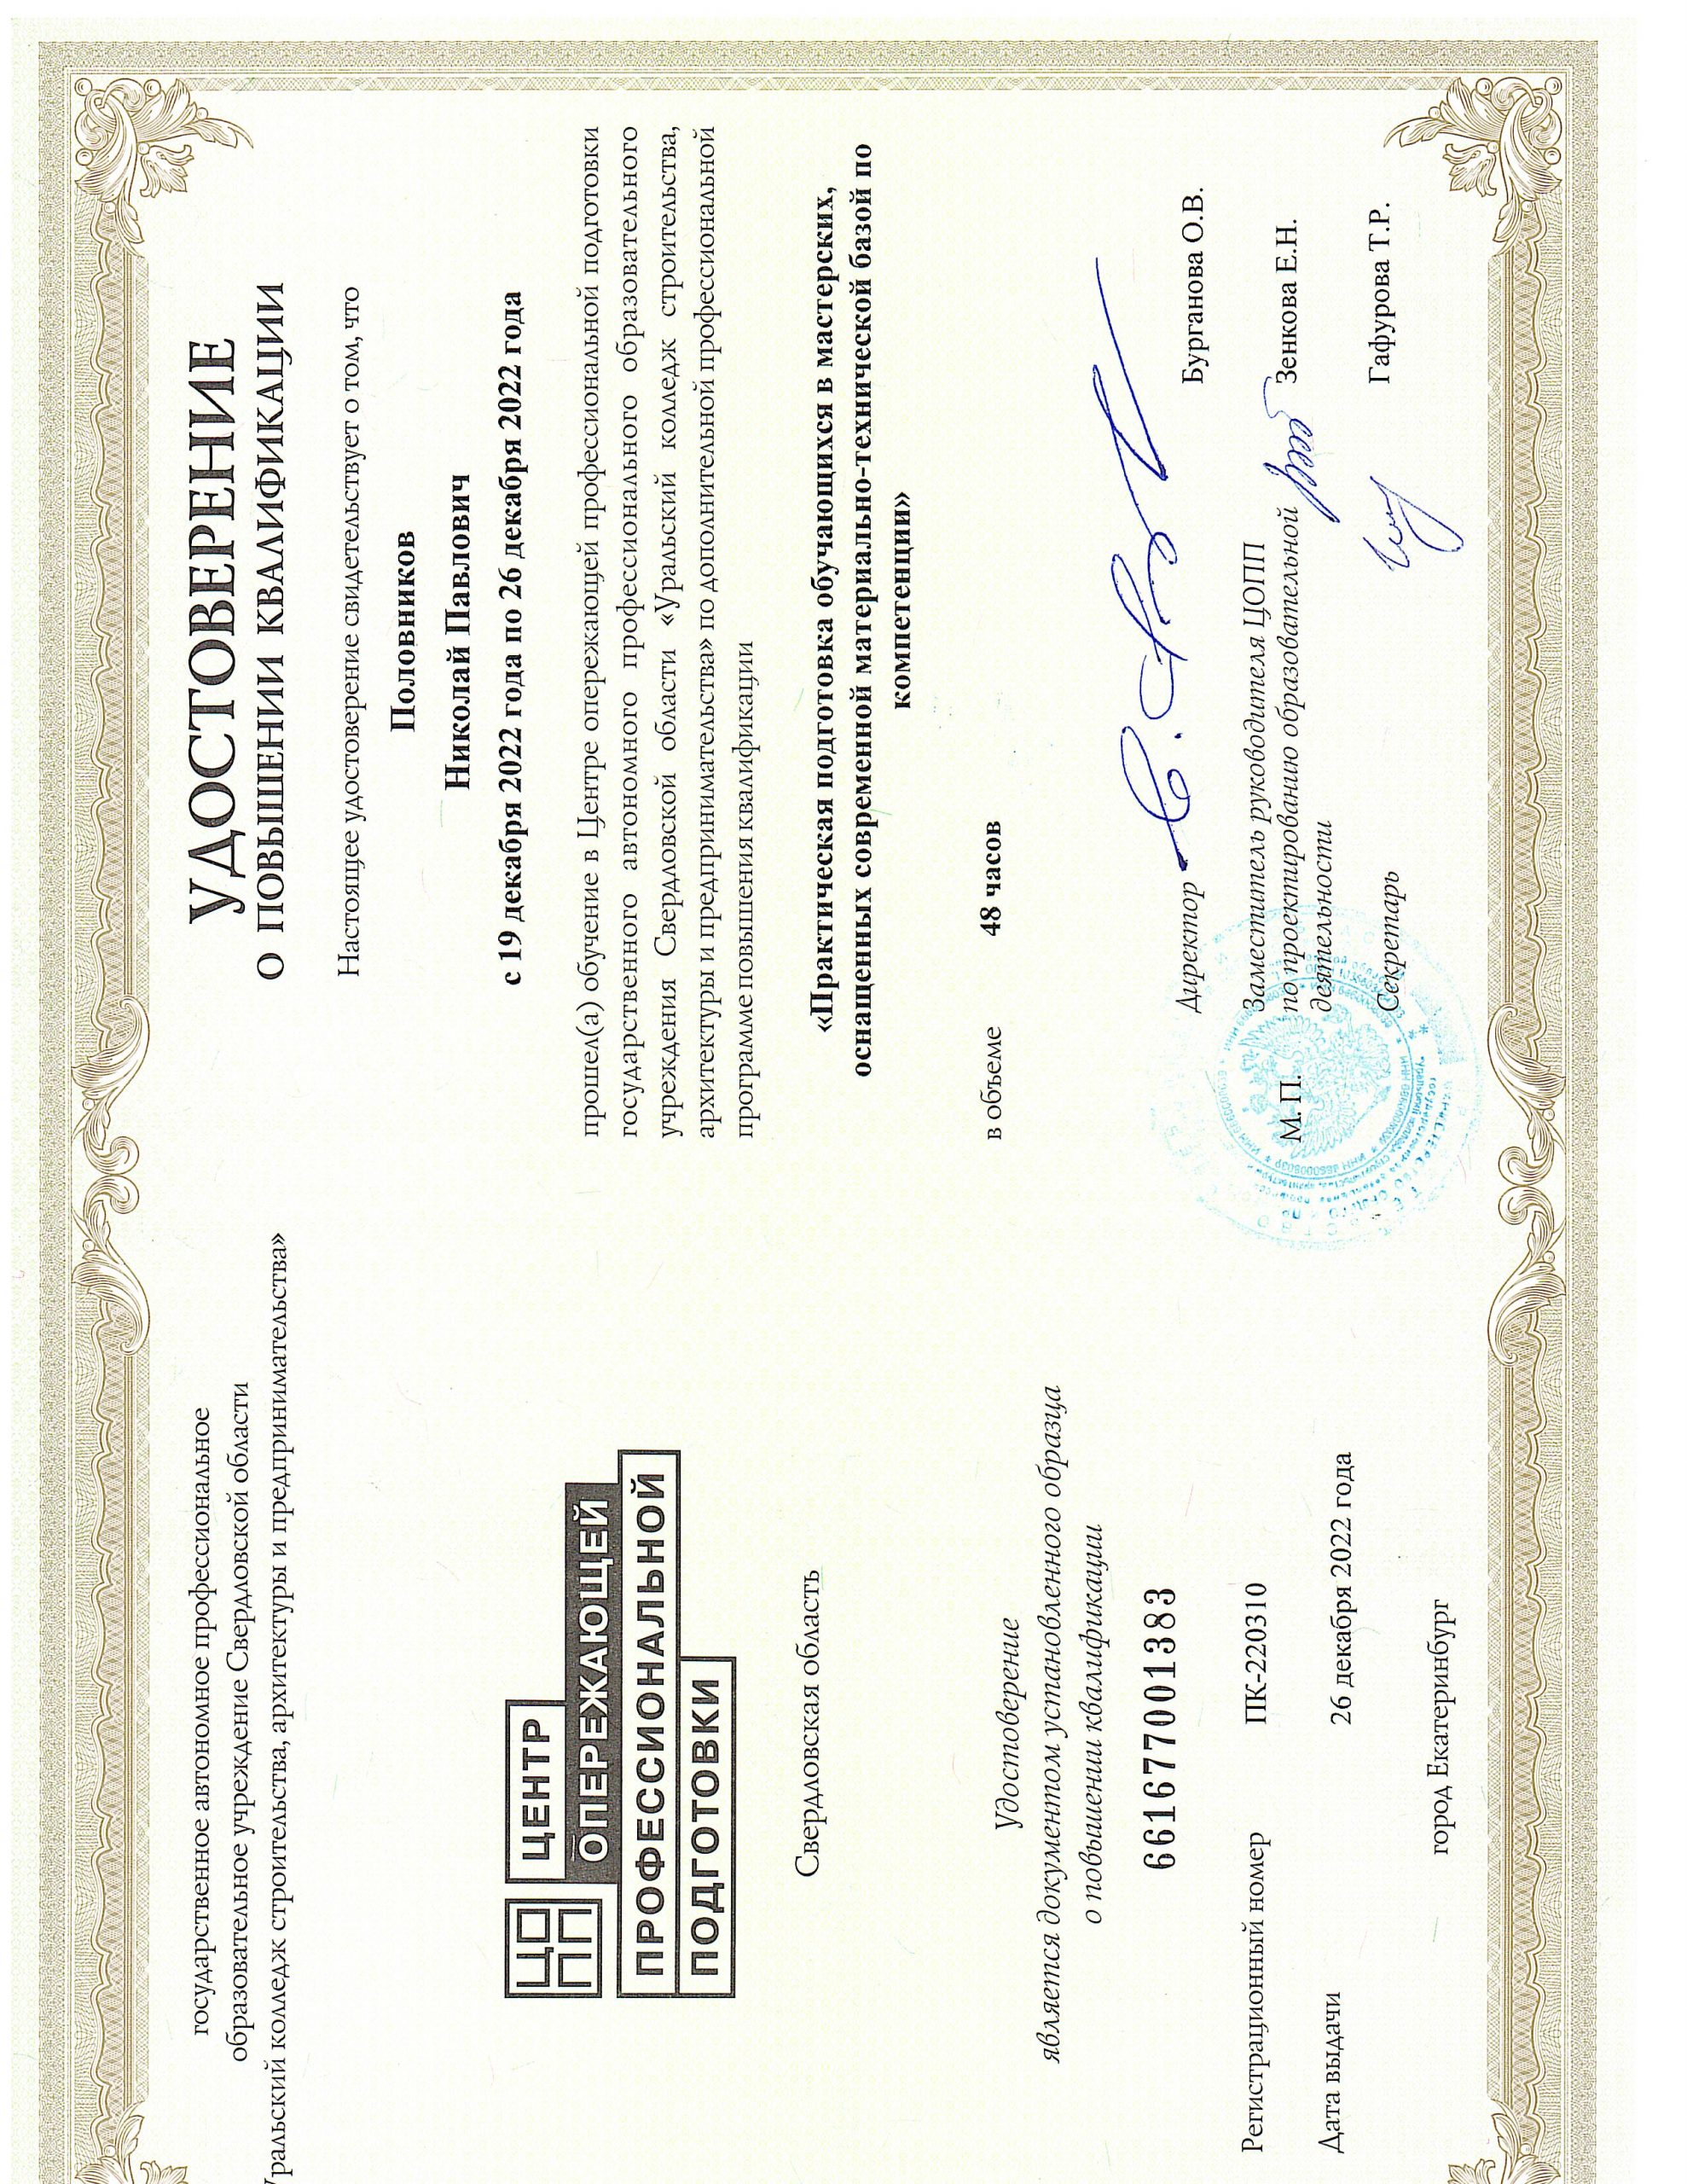 государственное автономное профессиональное
образовательное учреждение Свердловской области
Уральский колледж строительства, архитектуры и предпринимательства»
ЦОПП
ЦЕНТР
ОПЕРЕЖАЮЩЕЙ
ПРОФЕССИОНАЛЬНОЙ
ПОДГОТОВКИ
Свердловская область
Удостоверение
является документом установленного образца
о повышении квалификации
661677001383
Регистрационный номер ПК-220310
Дата выдачи 26 декабря 2022 года
город Екатеринбург
УДОСТОВЕРЕНИЕ
О ПОВЫШЕНИИ КВАЛИФИКАЦИИ
Настоящее удостоверение свидетельствует о том, что
Половников
Николай Павлович
с 19 декабря 2022 года по 26 декабря 2022 года
прошел(а) обучение в Центре опережающей профессиональной подготовки
государственного автономного профессионального образовательного
учреждения Свердловской области «Уральский колледж строительства,
архитектуры и предпринимательства» по дополнительной профессиональной
программе повышения квалификации
«Практическая подготовка обучающихся в мастерских,
оснащенных современной материально-технической базой по
компетенции»
в объеме 48 часов
Директор Бурганова О.В.
Заместитель руководителя ЦОПП
по проектированию образовательной Зенкова Е.Н.
деятельности
М.П.
Секретарь Гафурова Т.Р.